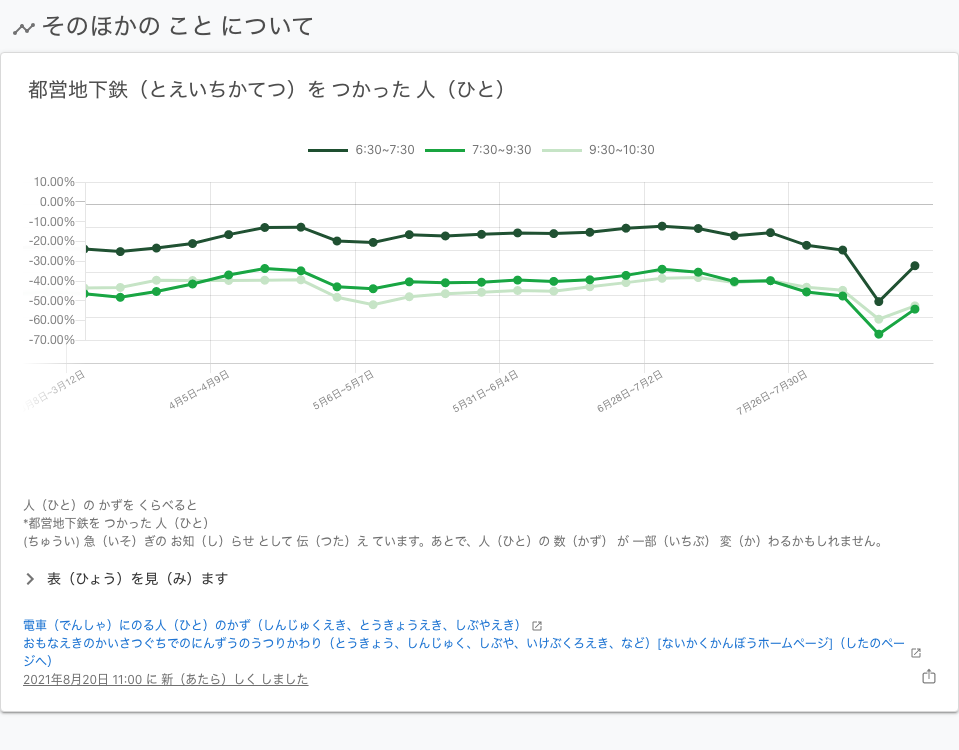 そのほかの こと について
都営地下鉄（とえいちかてつ）を つかった 人（ひと）
6:30~7:30 7:30~9:30 9:30~10:30
10.00%
0.00%
-10.00%
-20.00%
-30.00%
-40.00%
-50.00%
-60.00%
-70.00%
8日~3月12日 4月5日~4月9日 5月6日~5月7日 5月31日~6月4日 6月28日~7月2日 7月26日~7月30日
人（ひと）の かずを くらべると
*都営地下鉄を つかった 人（ひと）
(ちゅうい) 急（いそ）ぎの お知（し）らせ として 伝（つた）え ています。あとで、人（ひと）の 数（かず） が 一部（いちぶ） 変（か）わるかもしれません。
表（ひょう）を見（み）ます
電車（でんしゃ）にのる人（ひと）のかず（しんじゅくえき、とうきょうえき、しぶやえき）
おもなえきのかいさつぐちでのにんずうのうつりかわり（とうきょう、しんじゅく、しぶや、いけぶくろえき、など）[ないかくかんぼうホームページ]（したのペー
ジへ）
2021年8月20日 11:00 に 新（あたら）しく しました